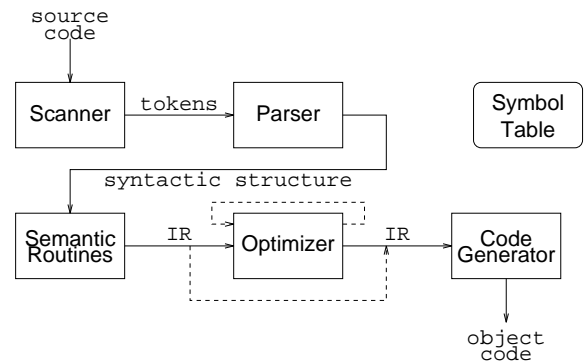 source
code
Scanner
tokens
Parser
Symbol
Table
syntactic structure
Semantic
Routines
IR
Optimizer
IR
Code
Generator
object
code